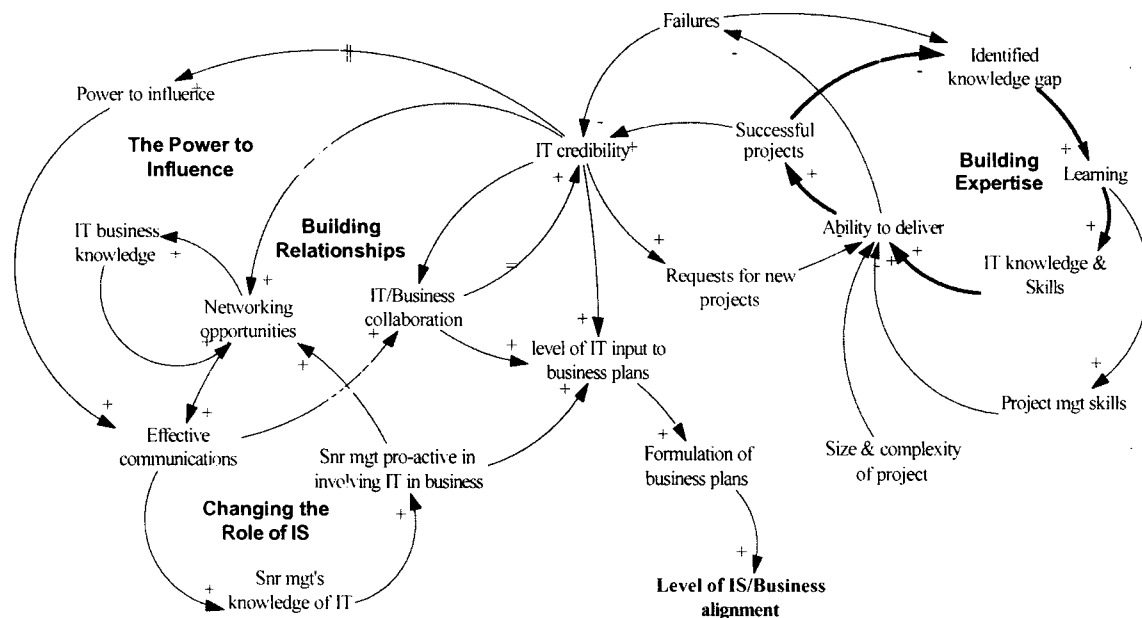 Failures
Identified
knowledge gap
Power to influence
The Power to
Influence
Successful
projects
IT credibility
Building
Expertise
Learning
IT business
knowledge
Building
Relationships
Ability to deliver
IT knowledge &
Skills
Requests for new
projects
Networking
opportunities
IT/Business
collaboration
level of IT input to
business plans
Project mgt skills
Effective
communications
Snr mgt pro-active in
involving IT in business
Formulation of
business plans
Size & complexity
of project
Changing the
Role of IS
Snr mgt's
knowledge of IT
Level of IS/Business
alignment